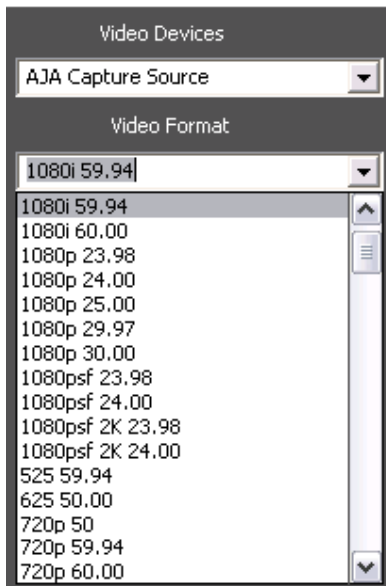 Video Devices
AJA Capture Source
Video Format
1080i 59.94
1080i 59.94
1080i 60.00
1080p 23.98
1080p 24.00
1080p 25.00
1080p 29.97
1080p 30.00
1080psf 23.98
1080psf 24.00
1080psf 2K 23.98
1080psf 2K 24.00
525 59.94
625 50.00
720p 50
720p 59.94
720p 60.00